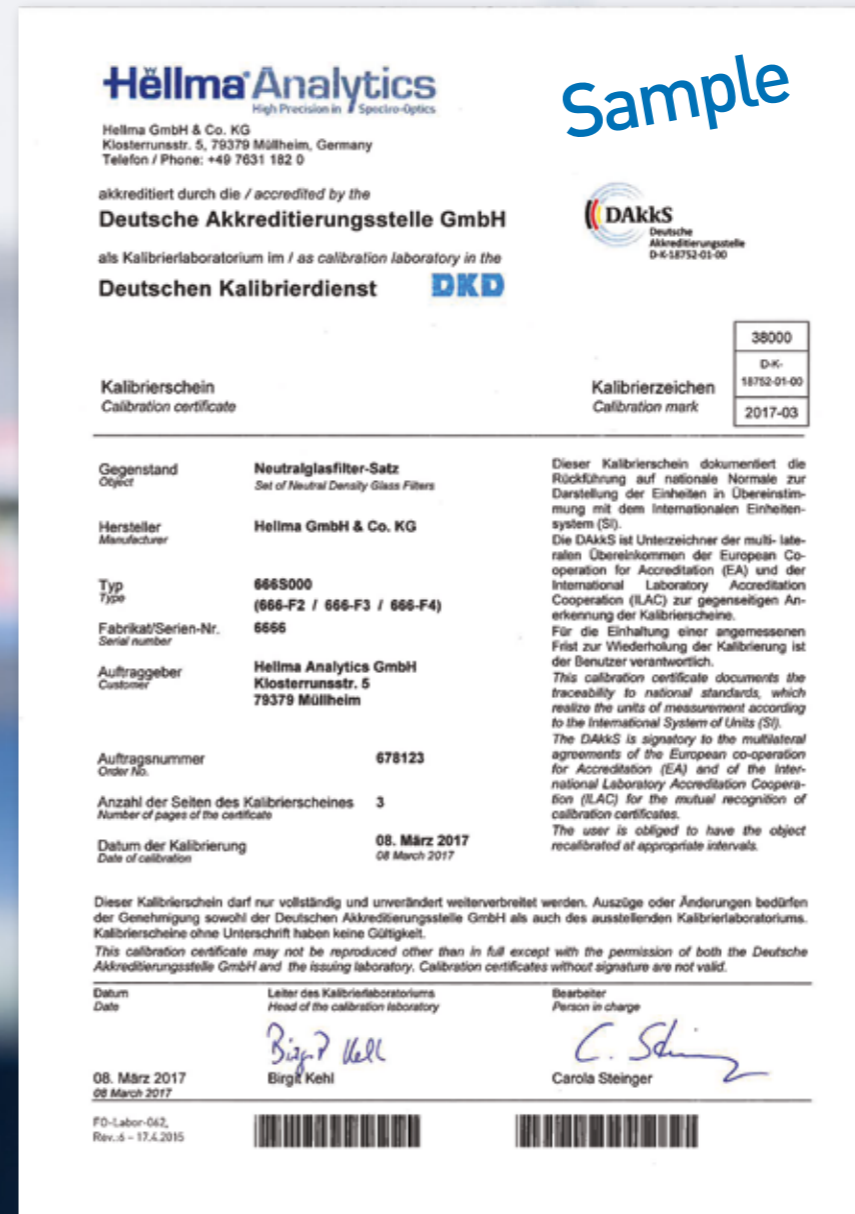 Hellma Analytics
High Precision in Spectro-Optics
Sample
Hellma GmbH & Co. KG
Klosterrunsstr. 5, 79379 Müllheim, Germany
Telefon / Phone: +49 7631 182 0
akkreditiert durch die / accredited by the
Deutsche Akkreditierungsstelle GmbH
als Kalibrierlaboratorium im / as calibration laboratory in the
Deutschen Kalibrierdienst DKD
DAkkS
Deutsche
Akkreditierungsstelle
D-K-18752-01-00
Kalibrierschein
Calibration certificate
Kalibrierzeichen
Calibration mark
38000
D-K-
18752-01-00
2017-03
Gegenstand
Object
Neutralglasfilter-Satz
Set of Neutral Density Glass Filters
Hersteller
Manufacturer
Hellma GmbH & Co. KG
Typ
Type
666S000
(666-F2 / 666-F3 / 666-F4)
Fabrikat/Serien-Nr.
Serial number
6666
Auftraggeber
Customer
Hellma Analytics GmbH
Klosterrunsstr. 5
79379 Müllheim
Auftragsnummer
Order No.
678123
Anzahl der Seiten des Kalibrierscheines
Number of pages of the certificate
3
Datum der Kalibrierung
Date of calibration
08. März 2017
08 March 2017
Dieser Kalibrierschein dokumentiert die
Rückführung auf nationale Normale zur
Darstellung der Einheiten in Übereinstim-
mung mit dem Internationalen Einheiten-
system (SI).
Die DAkkS ist Unterzeichner der multi- late-
ralen Übereinkommen der European Co-
operation for Accreditation (EA) und der
International Laboratory Accreditation
Cooperation (ILAC) zur gegenseitigen An-
erkennung der Kalibrierscheine.
Für die Einhaltung einer angemessenen
Frist zur Wiederholung der Kalibrierung ist
der Benutzer verantwortlich.
This calibration certificate documents the
traceability to national standards, which
realize the units of measurement according
to the International System of Units (SI).
The DAkkS is signatory to the multilateral
agreements of the European co-operation
for Accreditation (EA) and of the Inter-
national Laboratory Accreditation Coopera-
tion (ILAC) for the mutual recognition of
calibration certificates.
The user is obliged to have the object
recalibrated at appropriate intervals.
Dieser Kalibrierschein darf nur vollständig und unverändert weiterverbreitet werden. Auszüge oder Änderungen bedürfen
der Genehmigung sowohl der Deutschen Akkreditierungsstelle GmbH als auch des ausstellenden Kalibrierlaboratoriums.
Kalibrierscheine ohne Unterschrift haben keine Gültigkeit.
This calibration certificate may not be reproduced other than in full except with the permission of both the Deutsche
Akkreditierungsstelle GmbH and the issuing laboratory. Calibration certificates without signature are not valid.
Datum
Date
Leiter des Kalibrierlaboratoriums
Head of the calibration laboratory
Bearbeiter
Person in charge
Birgit Kehl
C. Steinger
08. März 2017
08 March 2017
Birgit Kehl
Carola Steinger
FO-Labor-062,
Rev.:6 – 17.4.2015